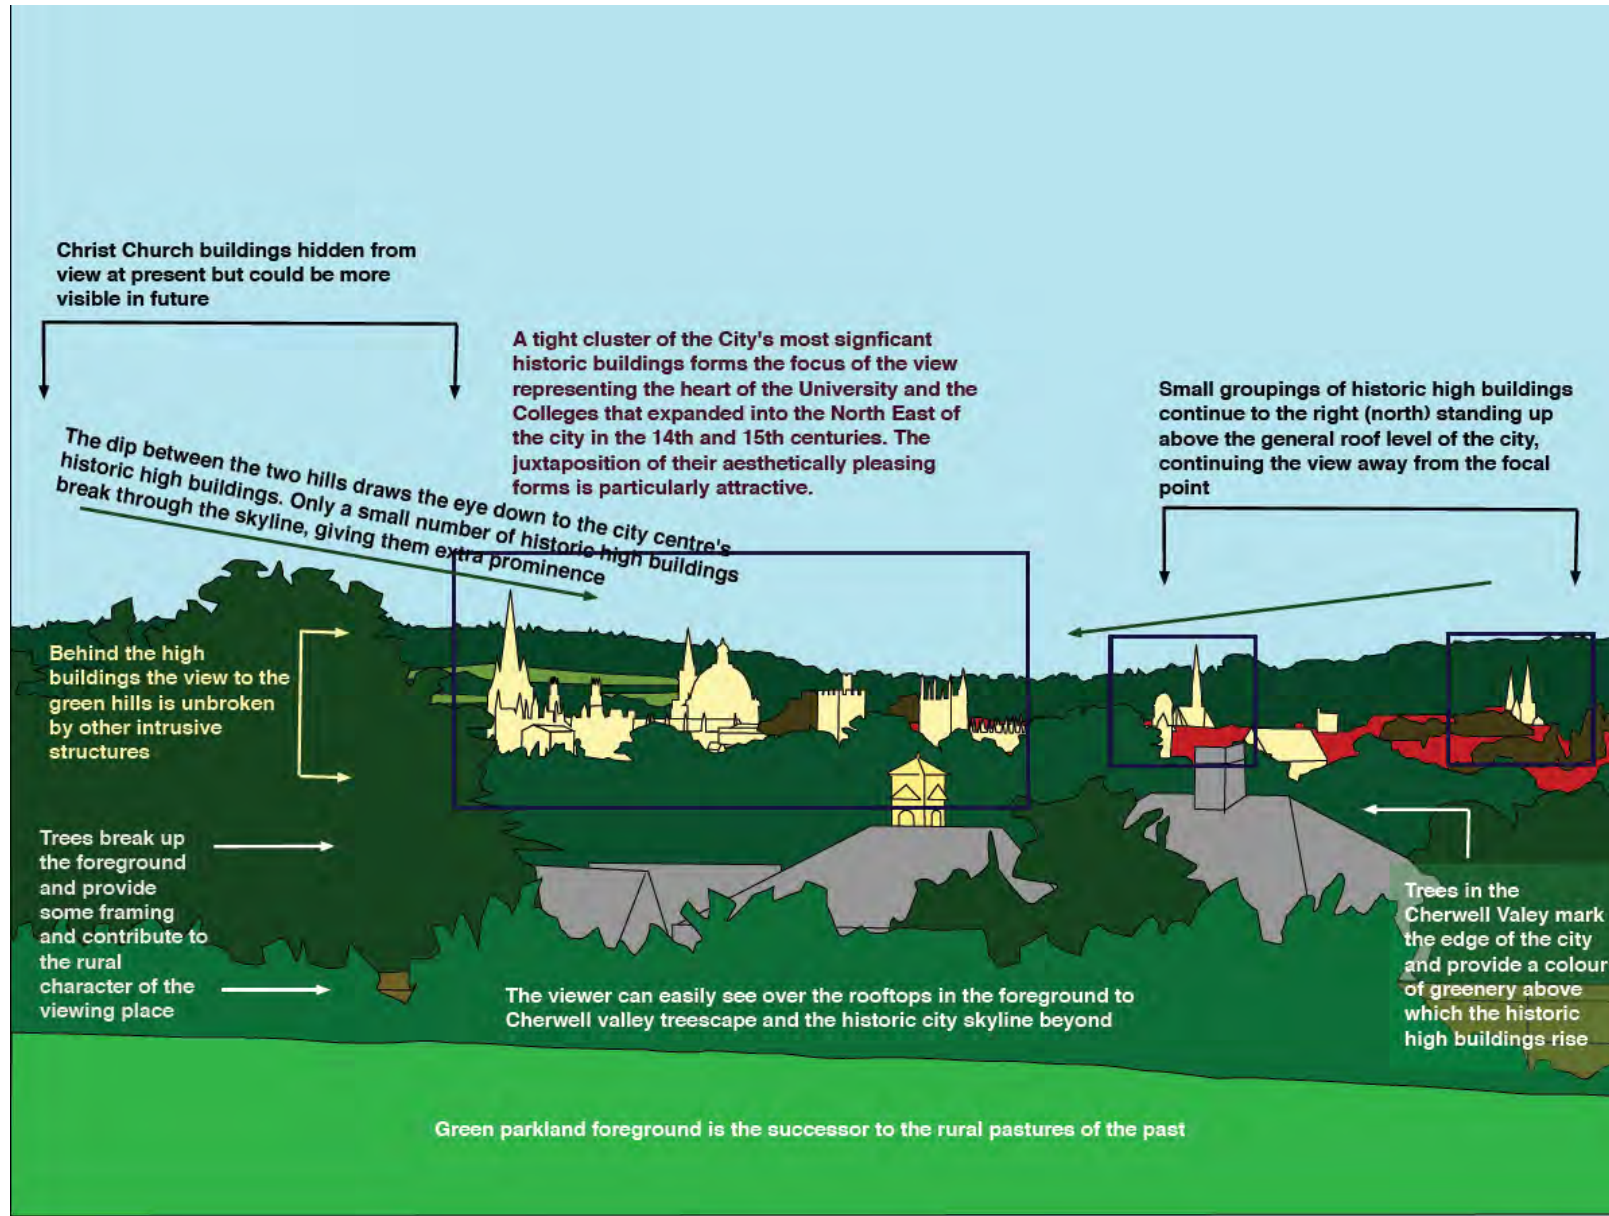 Christ Church buildings hidden from
view at present but could be more
visible in future
A tight cluster of the City's most signficant
historic buildings forms the focus of the view
representing the heart of the University and the
Colleges that expanded into the North East of
the city in the 14th and 15th centuries. The
juxtaposition of their aesthetically pleasing
forms is particularly attractive.
Small groupings of historic high buildings
continue to the right (north) standing up
above the general roof level of the city,
continuing the view away from the focal
point
The dip between the two hills draws the eye down to the city centre's
historic high buildings. Only a small number of historic high buildings
break through the skyline, giving them extra prominence
Behind the high
buildings the view to the
green hills is unbroken
by other intrusive
structures
Trees break up
the foreground
and provide
some framing
and contribute to
the rural
character of the
viewing place
The viewer can easily see over the rooftops in the foreground to
Cherwell valley treescape and the historic city skyline beyond
Trees in the
Cherwell Valey mark
the edge of the city
and provide a colour
of greenery above
which the historic
high buildings rise
Green parkland foreground is the successor to the rural pastures of the past